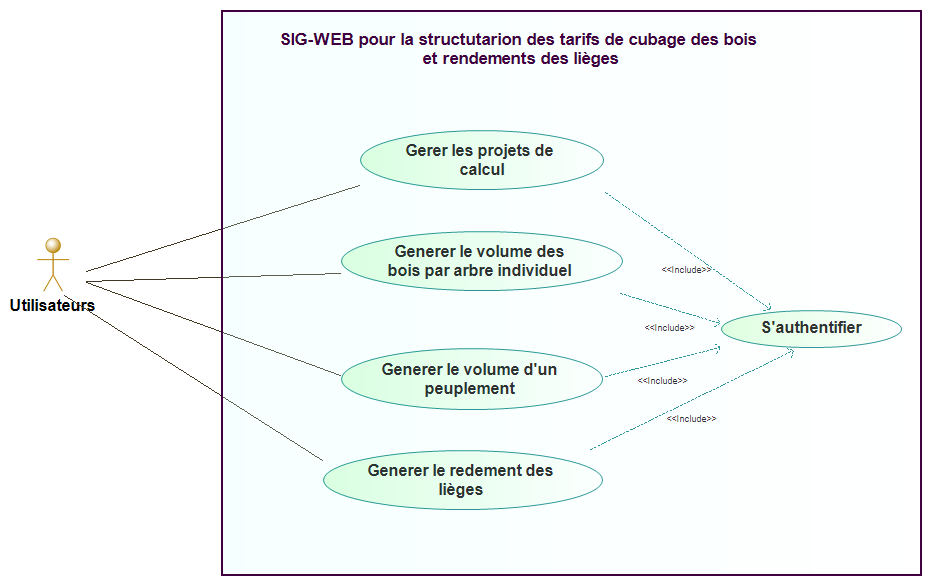 SIG-WEB pour la structutarion des tarifs de cubage des bois
et rendements des lièges
Gerer les projets de
calcul
Generer le volume des
bois par arbre individuel
<<Include>>
Utilisateurs
<<Include>>
S'authentifier
Generer le volume d'un
peuplement
<<Include>>
<<Include>>
Generer le redement des
lièges